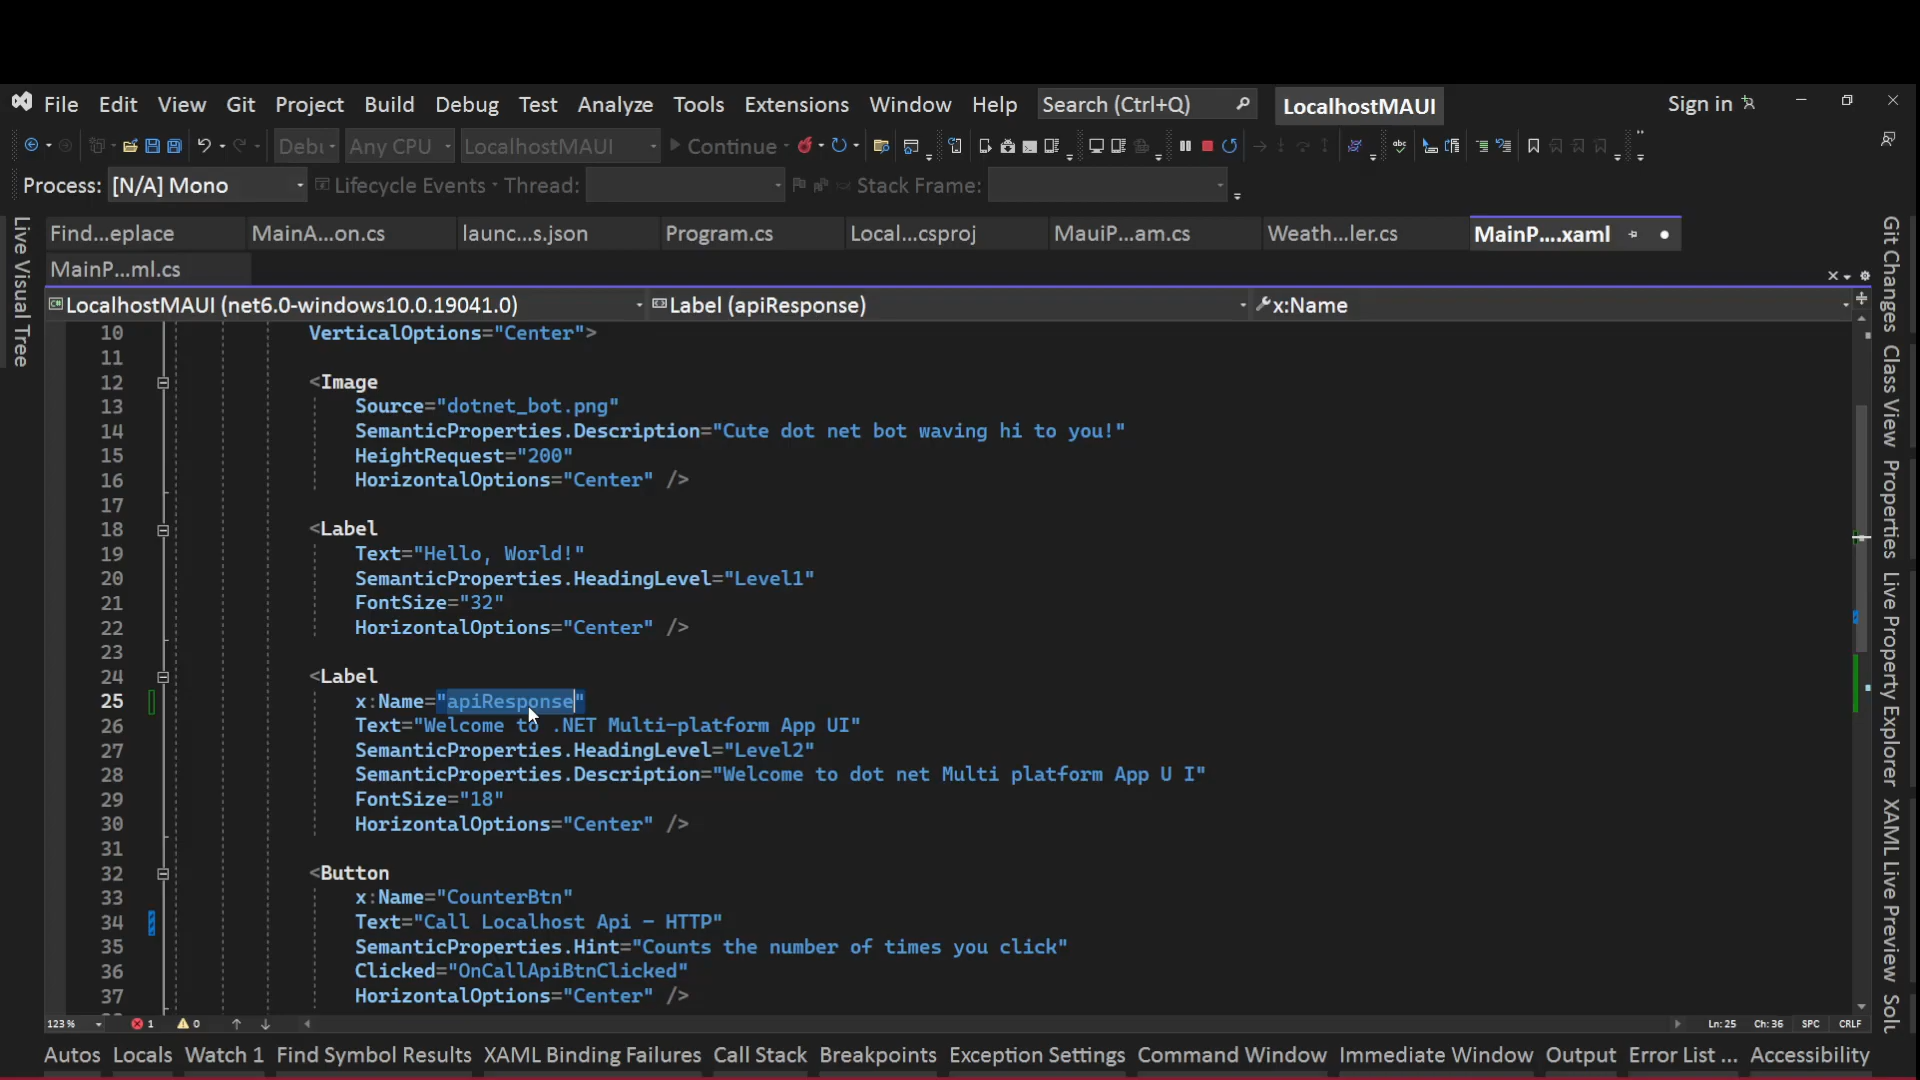 File Edit View Git Project Build Debug Test Analyze Tools Extensions Window Help Search (Ctrl+Q) LocalhostMAUI Sign in
Debu Any CPU LocalhostMAUI Continue
Process: [N/A] Mono Lifecycle Events Thread: Stack Frame:
Find...eplace MainA...on.cs launc...s.json Program.cs Local...csproj MauiP...am.cs Weath...ler.cs MainP....xaml
MainP...ml.cs
LocalhostMAUI (net6.0-windows10.0.19041.0) Label (apiResponse) x:Name
10 VerticalOptions="Center">
11
12 <Image
13 Source="dotnet_bot.png"
14 SemanticProperties.Description="Cute dot net bot waving hi to you!"
15 HeightRequest="200"
16 HorizontalOptions="Center" />
17
18 <Label
19 Text="Hello, World!"
20 SemanticProperties.HeadingLevel="Level1"
21 FontSize="32"
22 HorizontalOptions="Center" />
23
24 <Label
25 x:Name="apiResponse"
26 Text="Welcome to .NET Multi-platform App UI"
27 SemanticProperties.HeadingLevel="Level2"
28 SemanticProperties.Description="Welcome to dot net Multi platform App U I"
29 FontSize="18"
30 HorizontalOptions="Center" />
31
32 <Button
33 x:Name="CounterBtn"
34 Text="Call Localhost Api - HTTP"
35 SemanticProperties.Hint="Counts the number of times you click"
36 Clicked="OnCallApiBtnClicked"
37 HorizontalOptions="Center" />
123 % 1 0 Ln: 25 Ch: 36 SPC CRLF
Autos Locals Watch 1 Find Symbol Results XAML Binding Failures Call Stack Breakpoints Exception Settings Command Window Immediate Window Output Error List ... Accessibility
Live Visual Tree
Git Changes
Class View
Properties
Live Property Explorer
XAML Live Preview
Solu